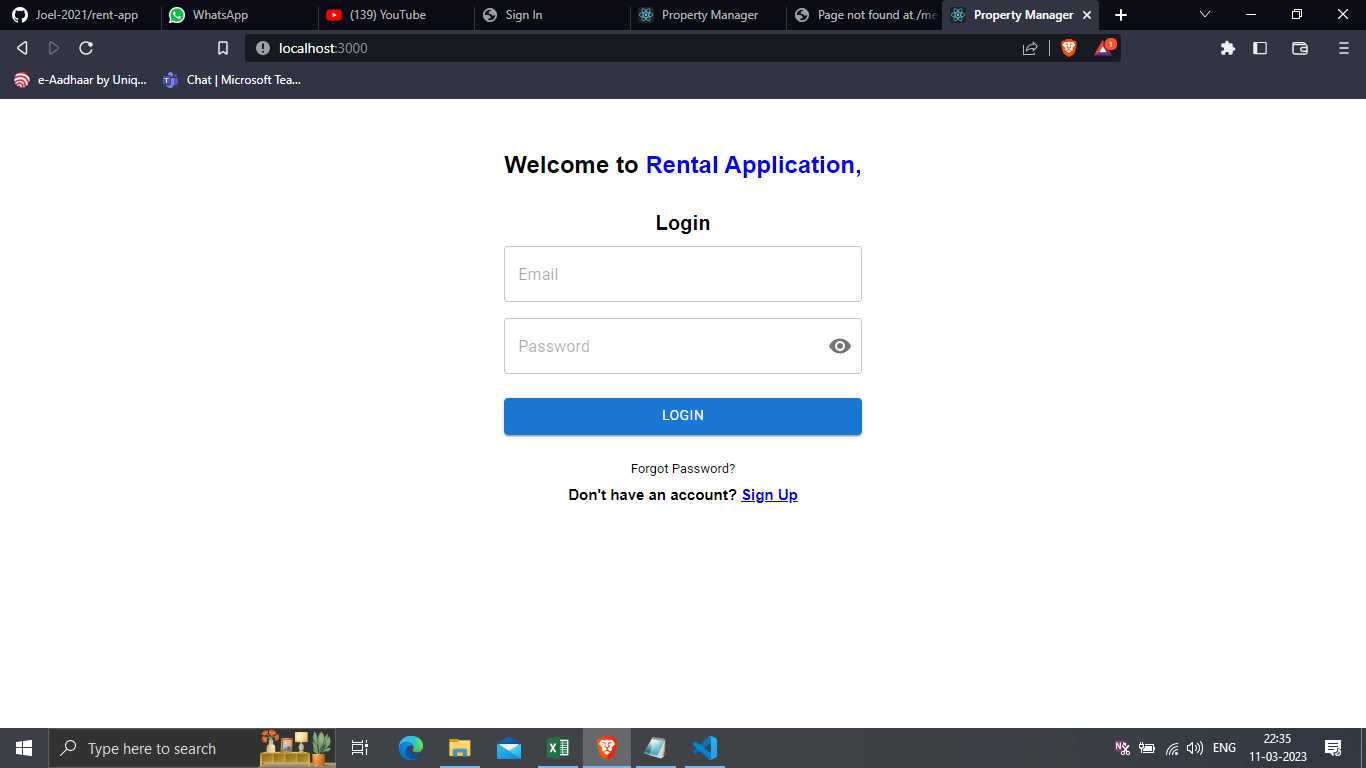 Joel-2021/rent-app
WhatsApp
(139) YouTube
Sign In
Property Manager
Page not found at /me
Property Manager
localhost:3000
1
e-Aadhaar by Uniq...
Chat | Microsoft Tea...
Welcome to Rental Application,
Login
Email
Password
LOGIN
Forgot Password?
Don't have an account? Sign Up
Type here to search
ENG
22:35
11-03-2023